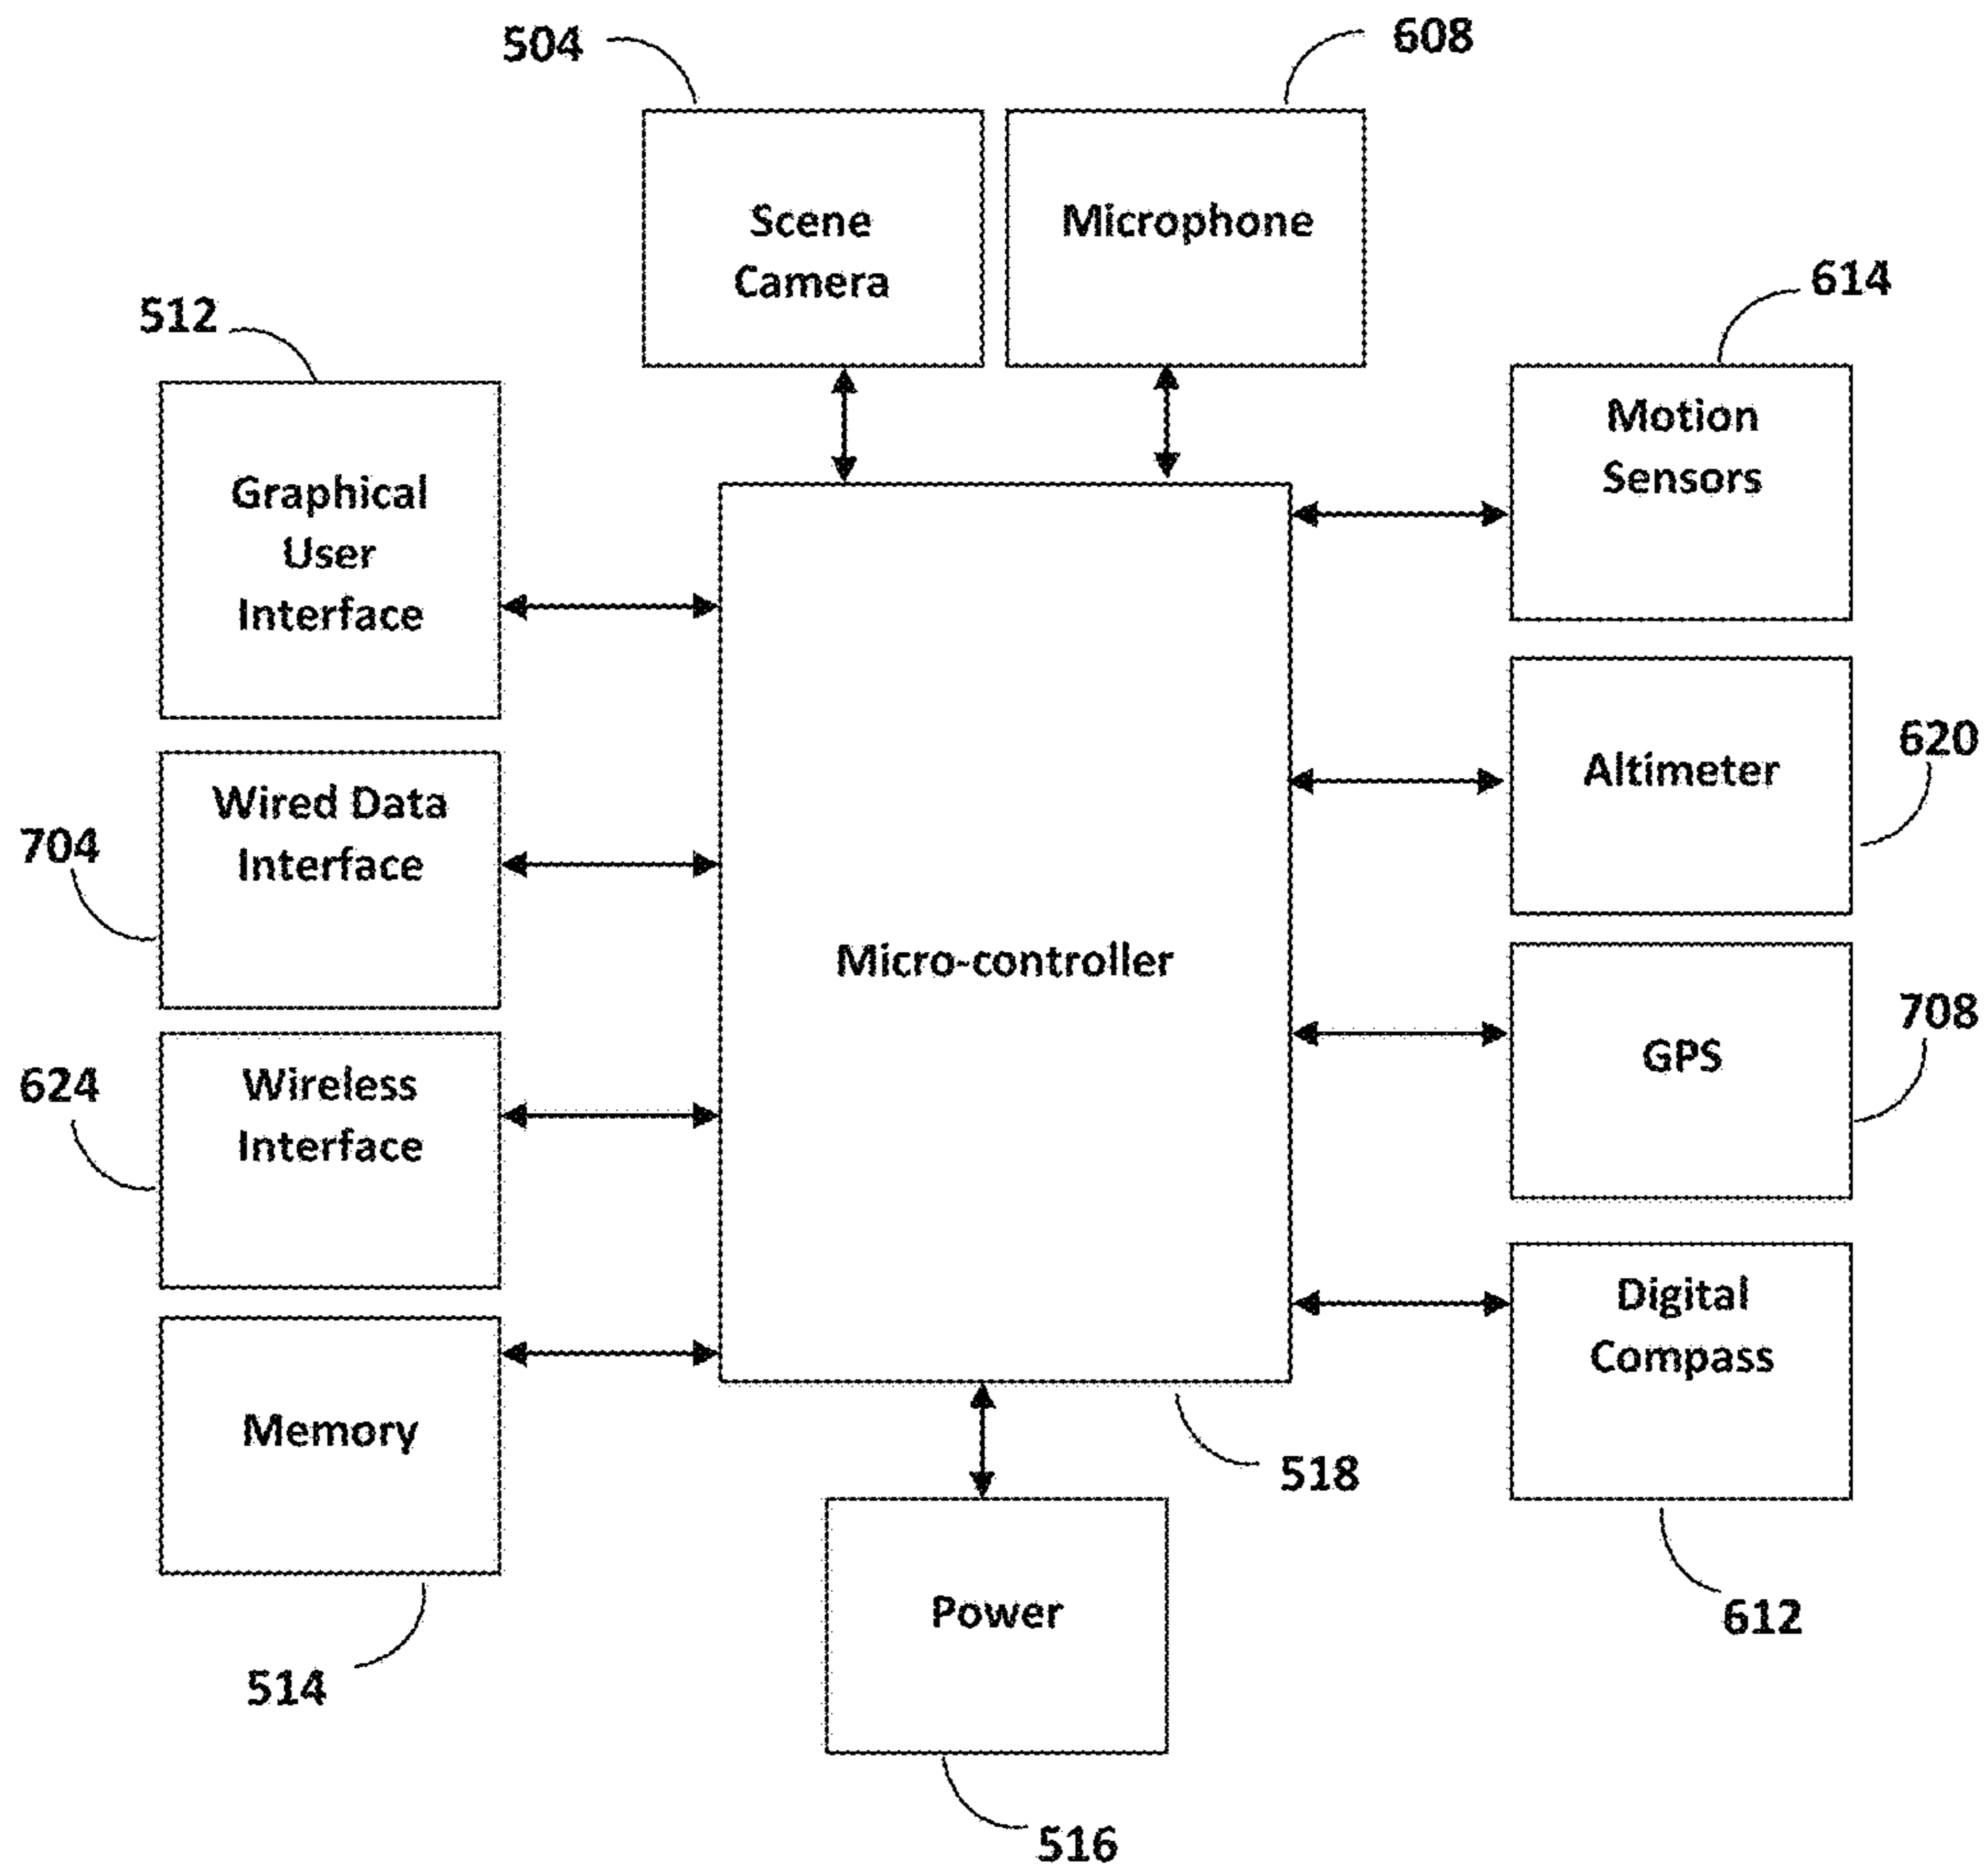 504
608
Scene
Camera
Microphone
614
512
Motion
Sensors
Graphical
User
Interface
620
Altimeter
Wired Data
Interface
704
Micro-controller
708
GPS
624
Wireless
Interface
Digital
Compass
Memory
518
Power
612
514
516